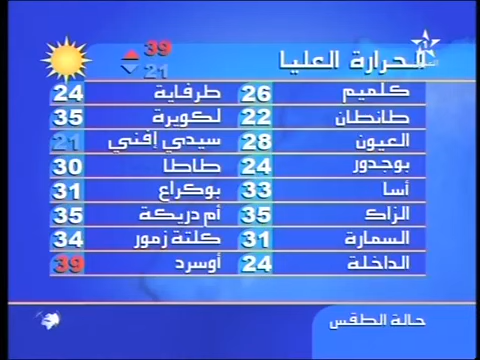 الحرارة العليا
39
21
كلميم 26
طرفاية 24
طانطان 22
لكويرة 35
العيون 28
سيدي إفني 21
بوجدور 24
طاطا 30
أسا 33
بوكراع 31
الزاك 35
أم دريكة 35
السمارة 31
كلتة زمور 34
الداخلة 24
أوسرد 39
حالة الطقس